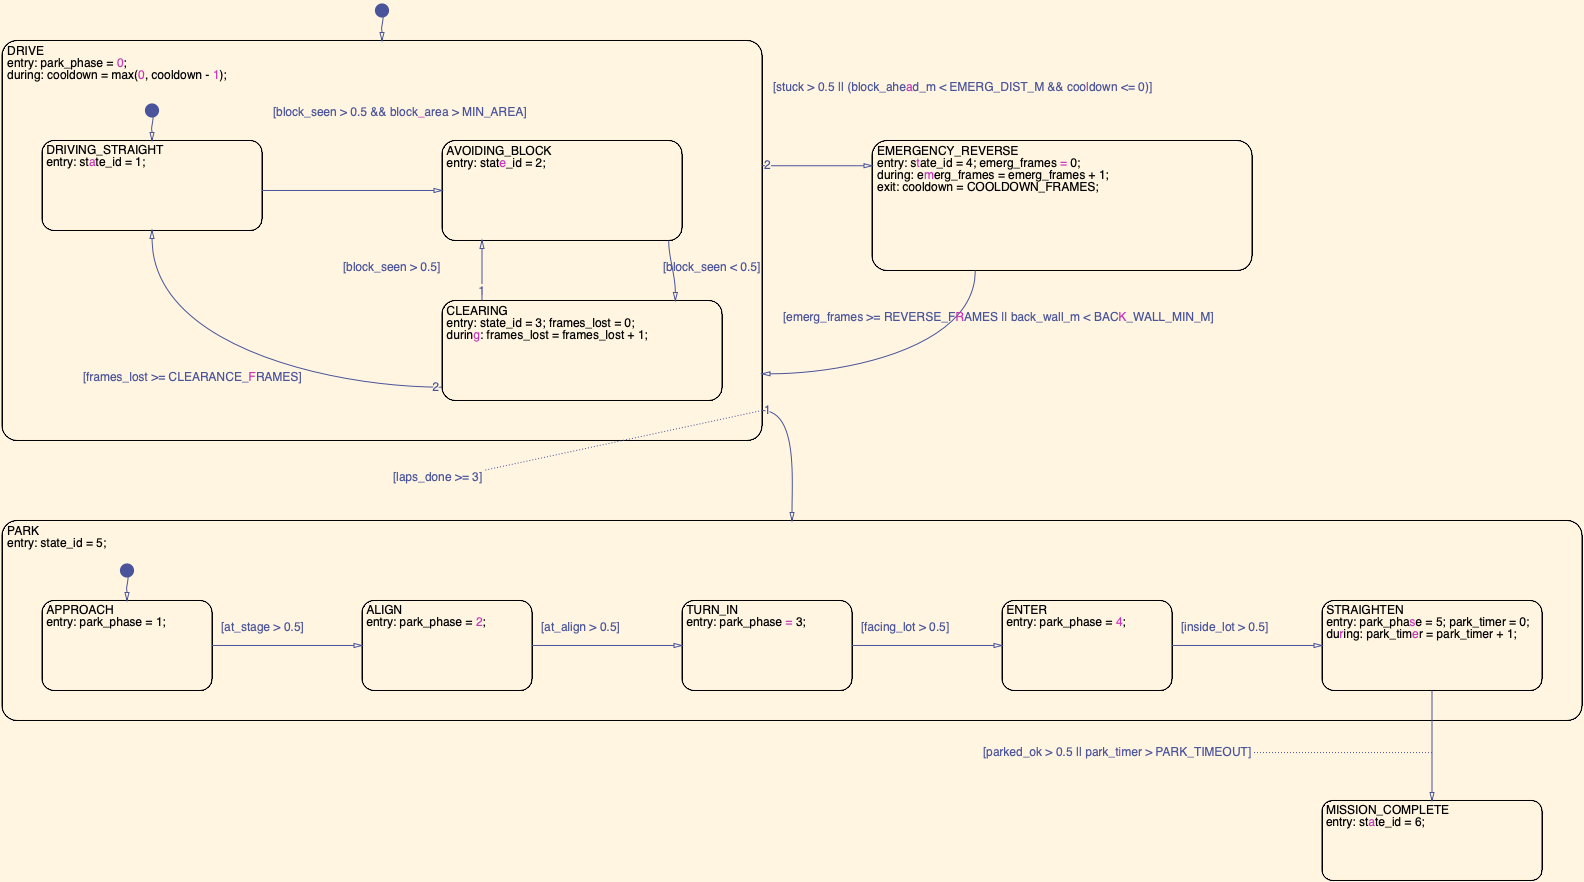 DRIVE
entry: park_phase = 0;
during: cooldown = max(0, cooldown - 1);
[stuck > 0.5 || (block_ahead_m < EMERG_DIST_M && cooldown <= 0)]
[block_seen > 0.5 && block_area > MIN_AREA]
DRIVING_STRAIGHT
entry: state_id = 1;
AVOIDING_BLOCK
entry: state_id = 2;
2
EMERGENCY_REVERSE
entry: state_id = 4; emerg_frames = 0;
during: emerg_frames = emerg_frames + 1;
exit: cooldown = COOLDOWN_FRAMES;
[block_seen > 0.5]
[block_seen < 0.5]
1
CLEARING
entry: state_id = 3; frames_lost = 0;
during: frames_lost = frames_lost + 1;
[emerg_frames >= REVERSE_FRAMES || back_wall_m < BACK_WALL_MIN_M]
[frames_lost >= CLEARANCE_FRAMES]
2
1
[laps_done >= 3]
PARK
entry: state_id = 5;
APPROACH
entry: park_phase = 1;
[at_stage > 0.5]
ALIGN
entry: park_phase = 2;
[at_align > 0.5]
TURN_IN
entry: park_phase = 3;
[facing_lot > 0.5]
ENTER
entry: park_phase = 4;
[inside_lot > 0.5]
STRAIGHTEN
entry: park_phase = 5; park_timer = 0;
during: park_timer = park_timer + 1;
[parked_ok > 0.5 || park_timer > PARK_TIMEOUT]
MISSION_COMPLETE
entry: state_id = 6;